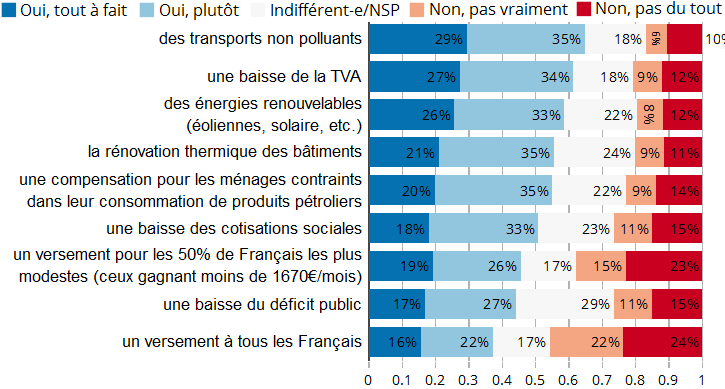 Oui, tout à fait Oui, plutôt Indifférent-e/NSP Non, pas vraiment Non, pas du tout
des transports non polluants 29% 35% 18% 6% 10%
une baisse de la TVA 27% 34% 18% 9% 12%
des énergies renouvelables
(éoliennes, solaire, etc.) 26% 33% 22% 8% 12%
la rénovation thermique des bâtiments 21% 35% 24% 9% 11%
une compensation pour les ménages contraints
dans leur consommation de produits pétroliers 20% 35% 22% 9% 14%
une baisse des cotisations sociales 18% 33% 23% 11% 15%
un versement pour les 50% de Français les plus
modestes (ceux gagnant moins de 1670€/mois) 19% 26% 17% 15% 23%
une baisse du déficit public 17% 27% 29% 11% 15%
un versement à tous les Français 16% 22% 17% 22% 24%
0 0.1 0.2 0.3 0.4 0.5 0.6 0.7 0.8 0.9 1